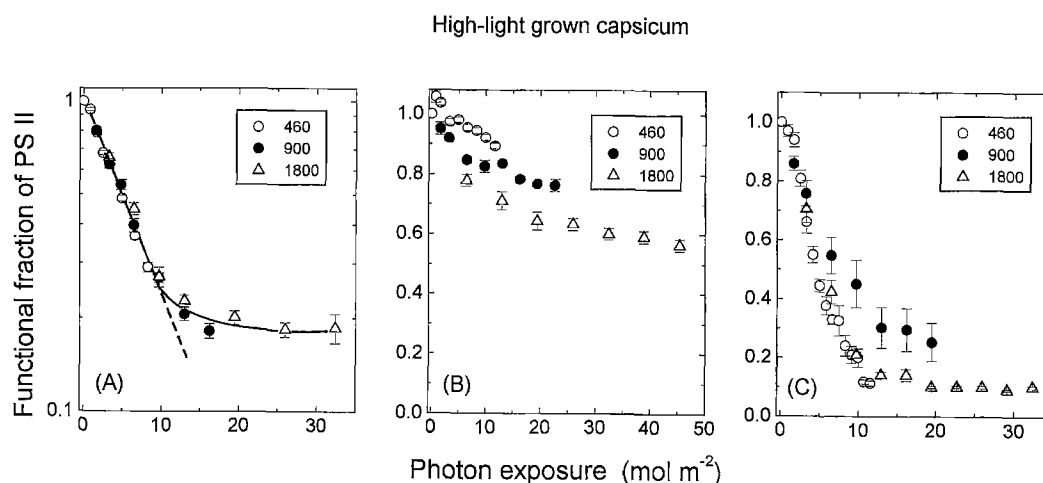 High-light grown capsicum
Functional fraction of PS II
1
0.1
0 10 20 30
460
900
1800
(A)
1.0
0.8
0.6
0.4
0.2
0.0
0 10 20 30 40 50
460
900
1800
(B)
1.0
0.8
0.6
0.4
0.2
0.0
0 10 20 30
460
900
1800
(C)
Photon exposure (mol m⁻²)